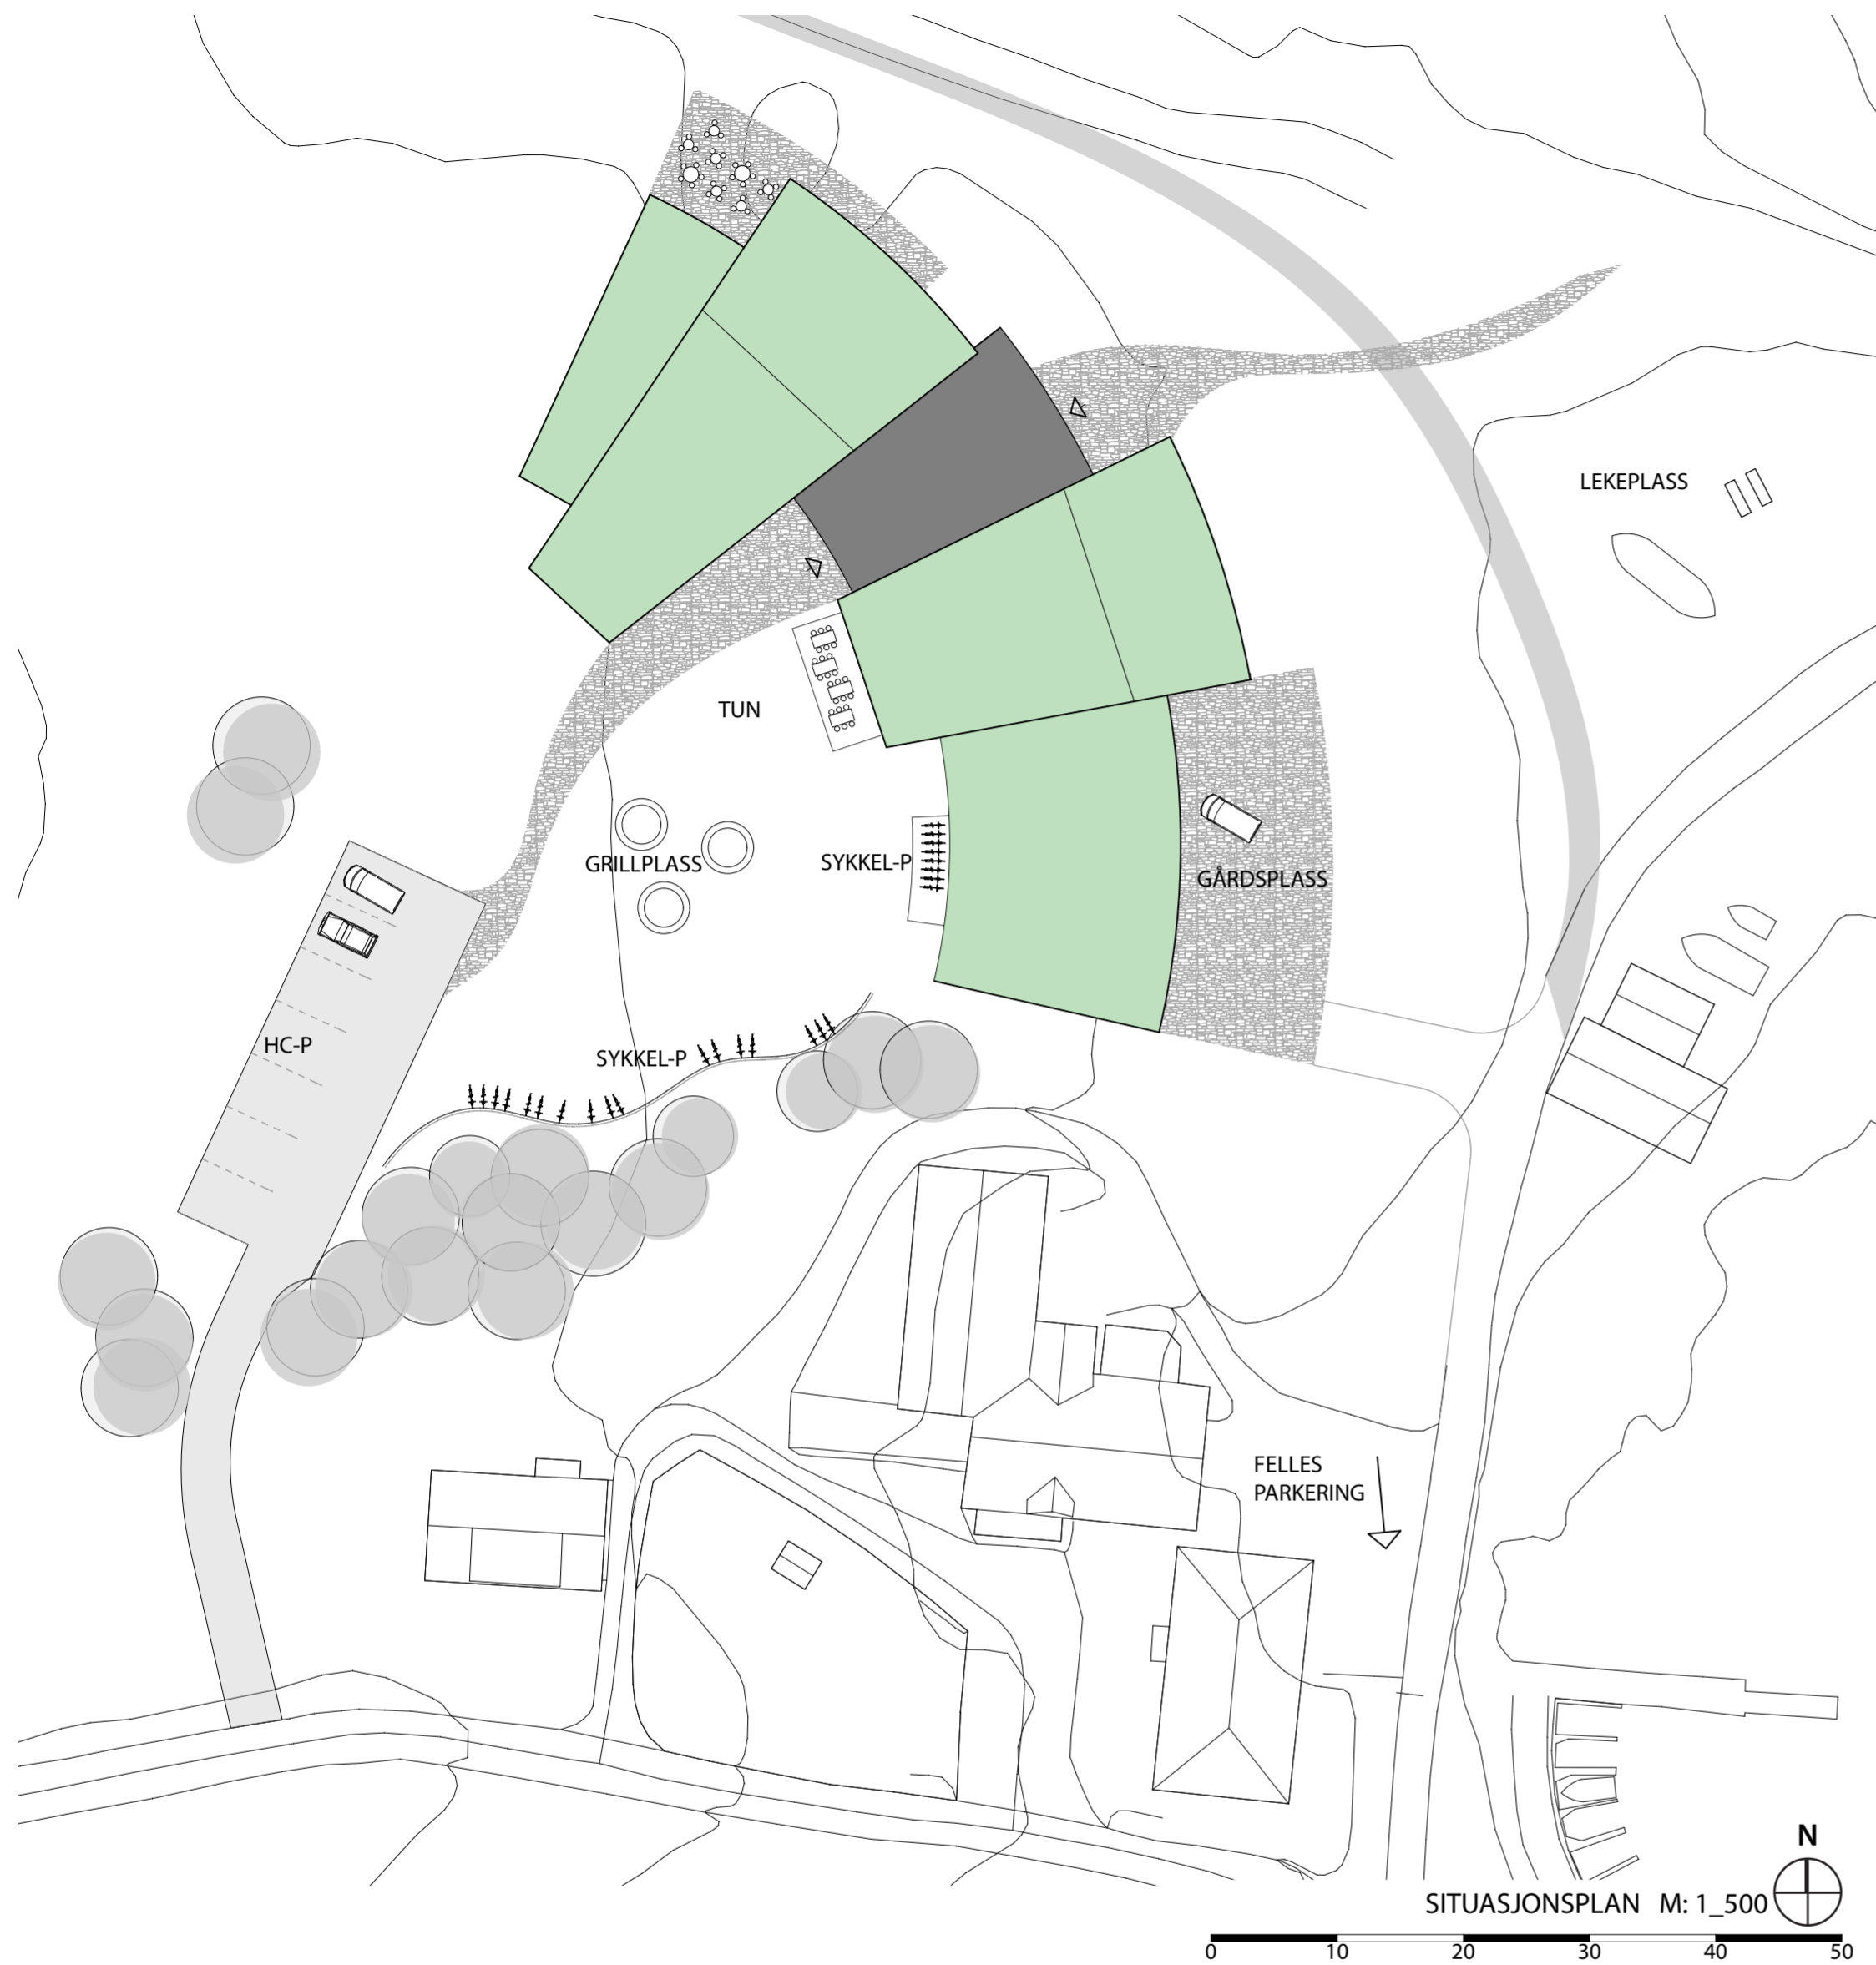 LEKEPLASS
TUN
GRILLPLASS
SYKKEL-P
GÅRDSPLASS
HC-P
SYKKEL-P
FELLES
PARKERING
N
SITUASJONSPLAN M: 1_500
0 10 20 30 40 50